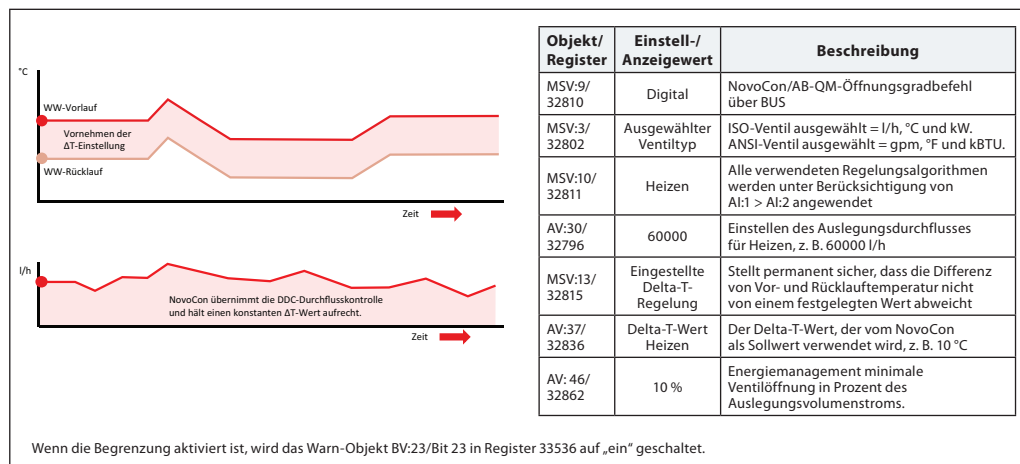 °C
WW-Vorlauf
Vornehmen der
ΔT-Einstellung
WW-Rücklauf
Zeit
l/h
NovoCon übernimmt die DDC-Durchflusskontrolle
und hält einen konstanten ΔT-Wert aufrecht.
Zeit
Objekt/
Register
Einstell-/
Anzeigewert
Beschreibung
MSV:9/
32810
Digital
NovoCon/AB-QM-Öffnungsgradbefehl
über BUS
MSV:3/
32802
Ausgewählter
Ventiltyp
ISO-Ventil ausgewählt = l/h, °C und kW.
ANSI-Ventil ausgewählt = gpm, °F und kBTU.
MSV:10/
32811
Heizen
Alle verwendeten Regelungsalgorithmen
werden unter Berücksichtigung von
AI:1 > AI:2 angewendet
AV:30/
32796
60000
Einstellen des Auslegungsdurchflusses
für Heizen, z. B. 60000 l/h
MSV:13/
32815
Eingestellte
Delta-T-
Regelung
Stellt permanent sicher, dass die Differenz
von Vor- und Rücklauftemperatur nicht
von einem festgelegten Wert abweicht
AV:37/
32836
Delta-T-Wert
Heizen
Der Delta-T-Wert, der vom NovoCon
als Sollwert verwendet wird, z. B. 10 °C
AV: 46/
32862
10 %
Energiemanagement minimale
Ventilöffnung in Prozent des
Auslegungsvolumenstroms.
Wenn die Begrenzung aktiviert ist, wird das Warn-Objekt BV:23/Bit 23 in Register 33536 auf „ein" geschaltet.